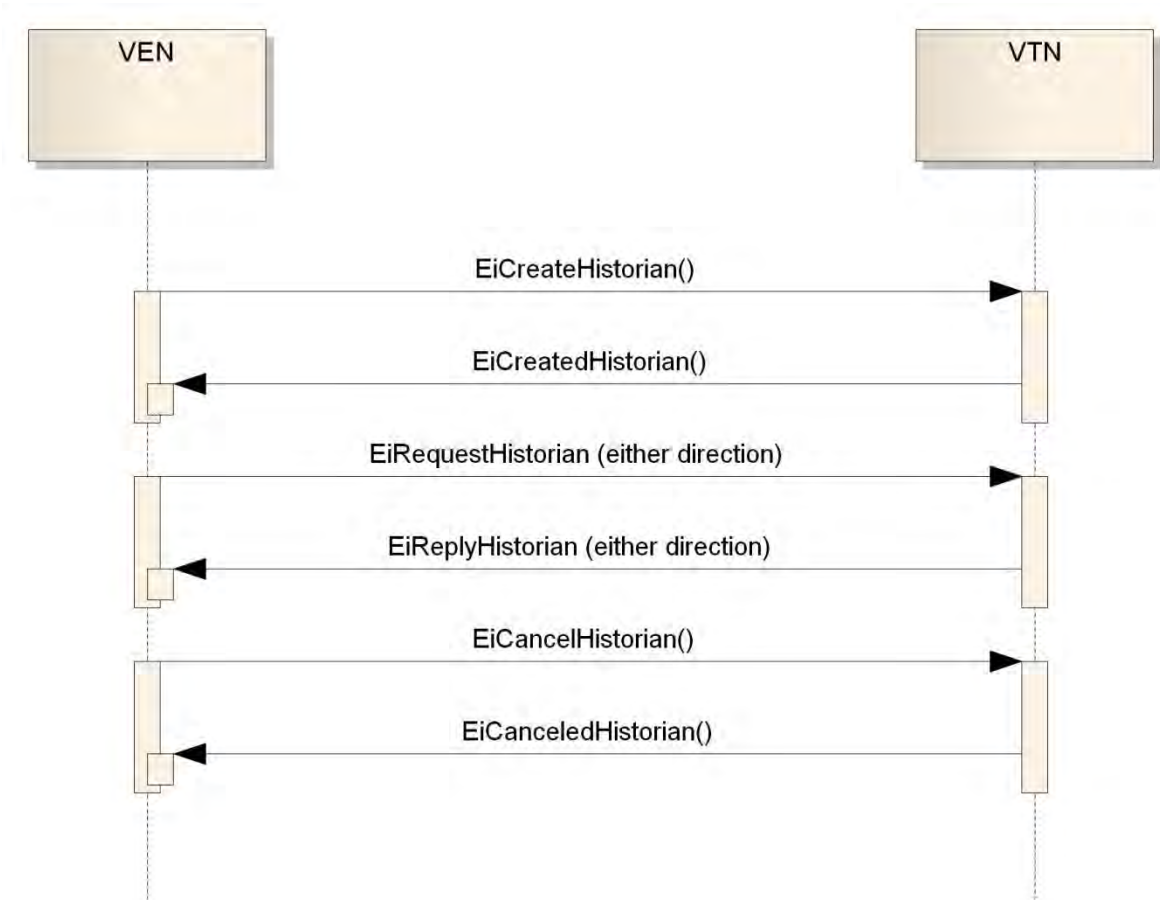 VEN
VTN
EiCreateHistorian()
EiCreatedHistorian()
EiRequestHistorian (either direction)
EiReplyHistorian (either direction)
EiCancelHistorian()
EiCanceledHistorian()